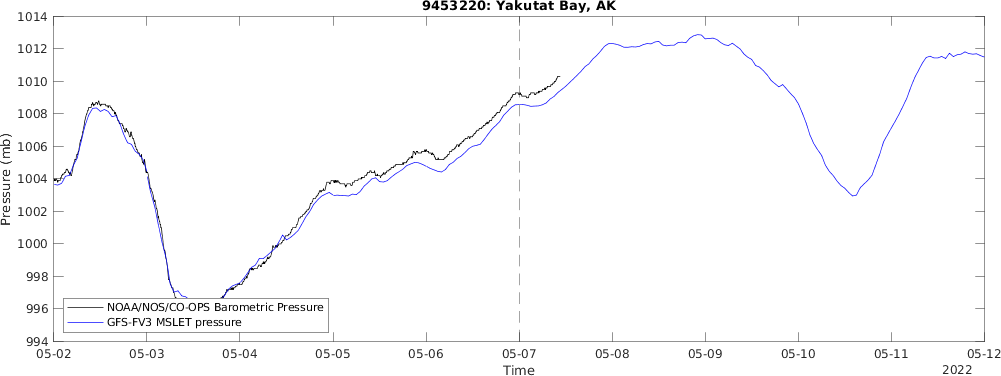 9453220: Yakutat Bay, AK
Pressure (mb)
1014
1012
1010
1008
1006
1004
1002
1000
998
996
994
NOAA/NOS/CO-OPS Barometric Pressure
GFS-FV3 MSLET pressure
05-02 05-03 05-04 05-05 05-06 05-07 05-08 05-09 05-10 05-11 05-12
Time
2022